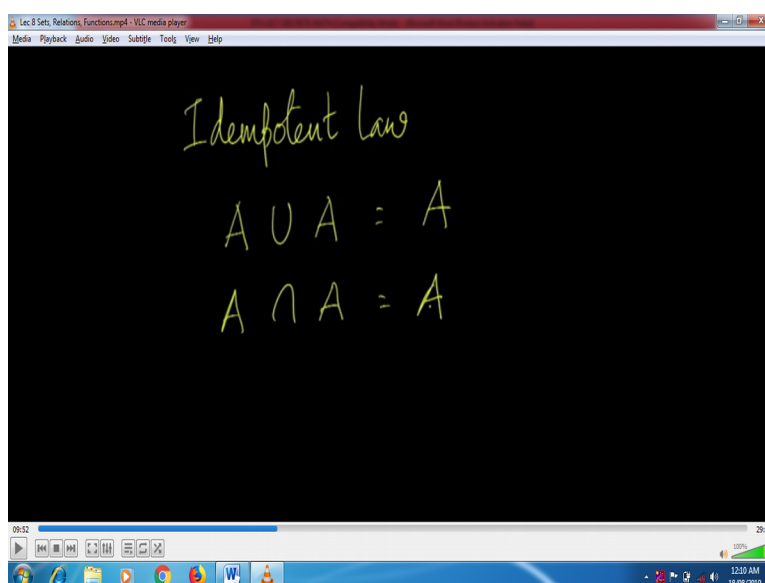 Lec 8 Sets, Relations, Functions.mp4 - VLC media player
Media Playback Audio Video Subtitle Tools View Help
Idempotent law
A ∪ A = A
A ∩ A = A
09:52
100%
12:10 AM